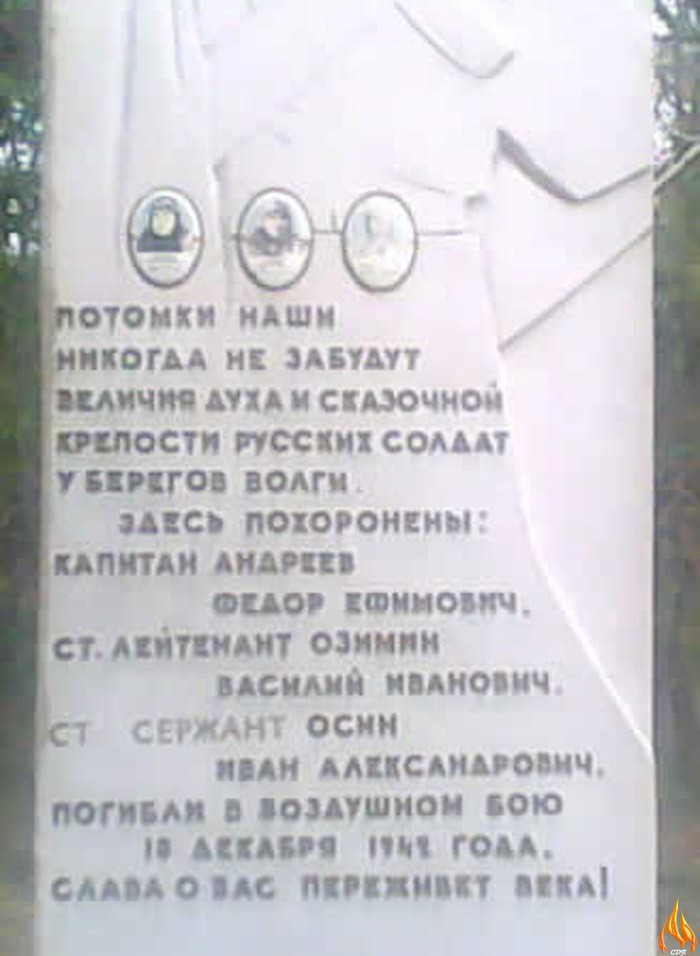 ПОТОМКИ НАШИ
НИКОГДА НЕ ЗАБУДУТ
ВЕЛИЧИЯ ДУХА И СКАЗОЧНОЙ
КРЕПОСТИ РУССКИХ СОЛДАТ
У БЕРЕГОВ ВОЛГИ.
ЗДЕСЬ ПОХОРОНЕНЫ:
КАПИТАН АНДРЕЕВ
ФЕДОР ЕФИМОВИЧ,
СТ. ЛЕЙТЕНАНТ ОЗИМИН
ВАСИЛИЙ ИВАНОВИЧ.
СТ СЕРЖАНТ ОСИН
ИВАН АЛЕКСАНДРОВИЧ.
ПОГИБЛИ В ВОЗДУШНОМ БОЮ
ДЕКАБРЯ 1942 ГОДА.
СЛАВА О ВАС ПЕРЕЖИВЕТ ВЕКА!